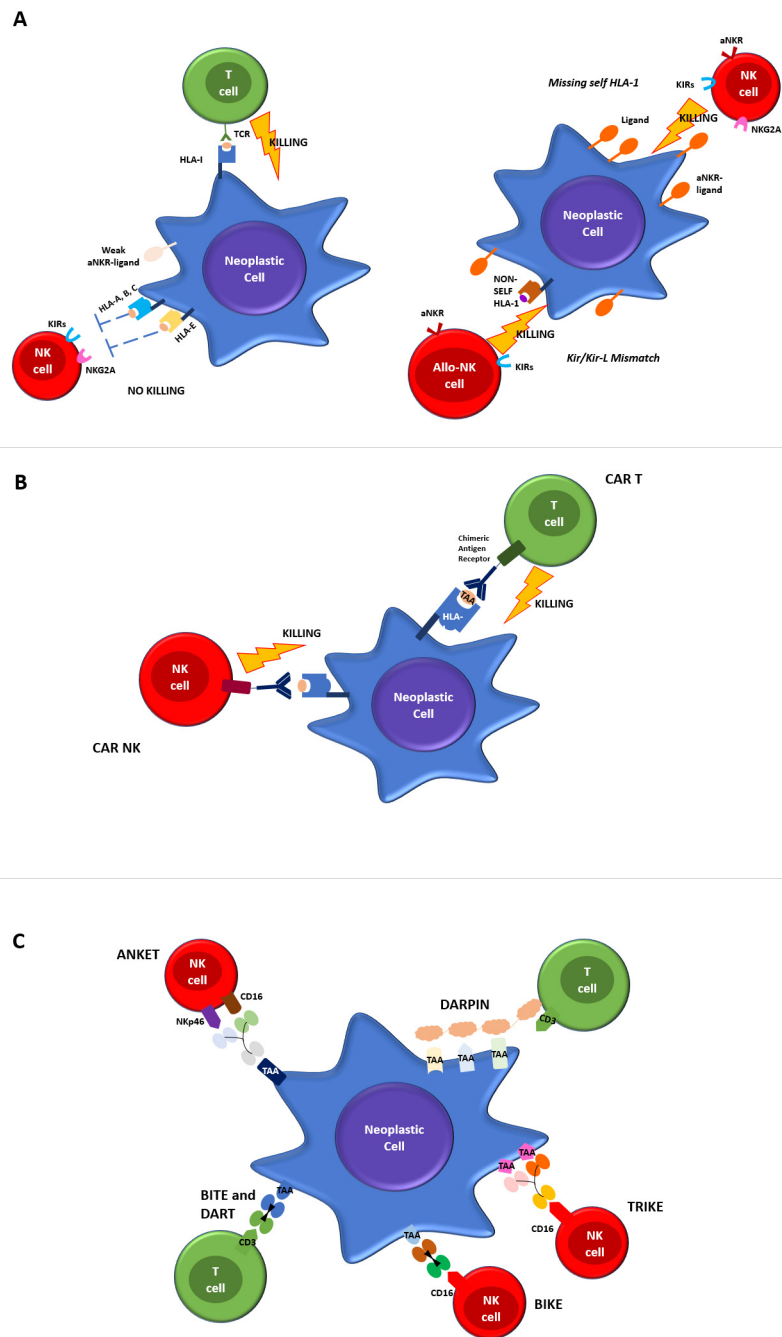 A
T
cell
TCR
KILLING
HLA-I
Weak
aNKR-ligand
Neoplastic
Cell
HLA-A, B, C
HLA-E
KIRs
NK
cell
NKG2A
NO KILLING
aNKR
Missing self HLA-1
KIRs
NK
cell
KILLING
NKG2A
Ligand
aNKR-
ligand
Neoplastic
Cell
NON-
SELF
HLA-1
aNKR
KILLING
Kir/Kir-L Mismatch
Allo-NK
cell
KIRs
B
CAR T
T
cell
Chimeric
Antigen
Receptor
TAA
HLA-
KILLING
KILLING
NK
cell
Neoplastic
Cell
CAR NK
C
ANKET
NK
cell
CD16
NKp46
TAA
DARPIN
T
cell
CD3
TAA
TAA
TAA
Neoplastic
Cell
TAA
TAA
BITE and
DART
TAA
CD3
T
cell
TRIKE
CD16
NK
cell
TAA
CD16
NK
cell
BIKE